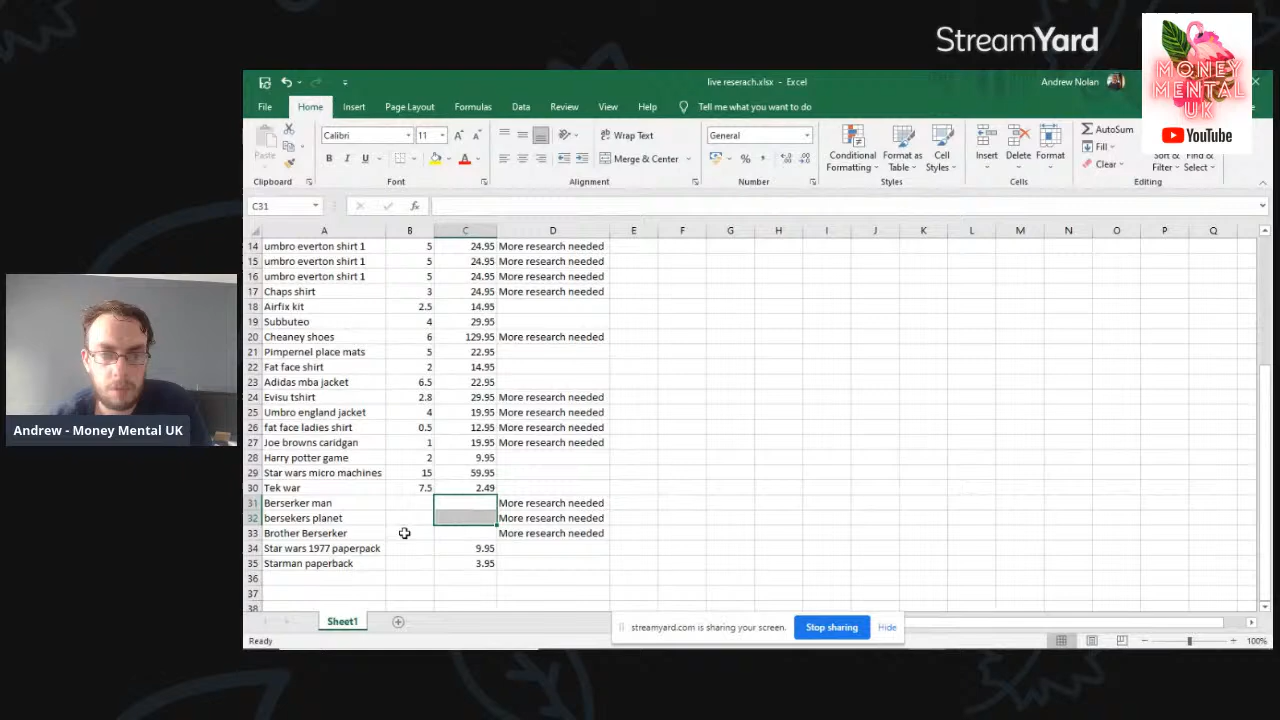 StreamYard
MONEY
MENTAL
UK
YouTube
live reserach.xlsx - Excel
Andrew Nolan
File Home Insert Page Layout Formulas Data Review View Help Tell me what you want to do
Paste
Calibri 11
Wrap Text
General
AutoSum
Fill
Clear
B I U
Merge & Center
Conditional Formatting
Format as Table
Cell Styles
Insert Delete Format
Sort & Filter
Find & Select
Clipboard Font Alignment Number Styles Cells Editing
C31 fx
A B C D E F G H I J K L M N O P Q
14 umbro everton shirt 1 5 24.95 More research needed
15 umbro everton shirt 1 5 24.95 More research needed
16 umbro everton shirt 1 5 24.95 More research needed
17 Chaps shirt 3 24.95 More research needed
18 Airfix kit 2.5 14.95
19 Subbuteo 4 29.95
20 Cheaney shoes 6 129.95 More research needed
21 Pimpernel place mats 5 22.95
22 Fat face shirt 2 14.95
23 Adidas mba jacket 6.5 22.95
24 Evisu tshirt 2.8 29.95 More research needed
25 Umbro england jacket 4 19.95 More research needed
26 fat face ladies shirt 0.5 12.95 More research needed
27 Joe browns caridgan 1 19.95 More research needed
28 Harry potter game 2 9.95
29 Star wars micro machines 15 59.95
30 Tek war 7.5 2.49
31 Berserker man More research needed
32 bersekers planet More research needed
33 Brother Berserker More research needed
34 Star wars 1977 paperpack 9.95
35 Starman paperback 3.95
36
37
38
Sheet1
streamyard.com is sharing your screen. Stop sharing Hide
Ready
100%
Andrew - Money Mental UK